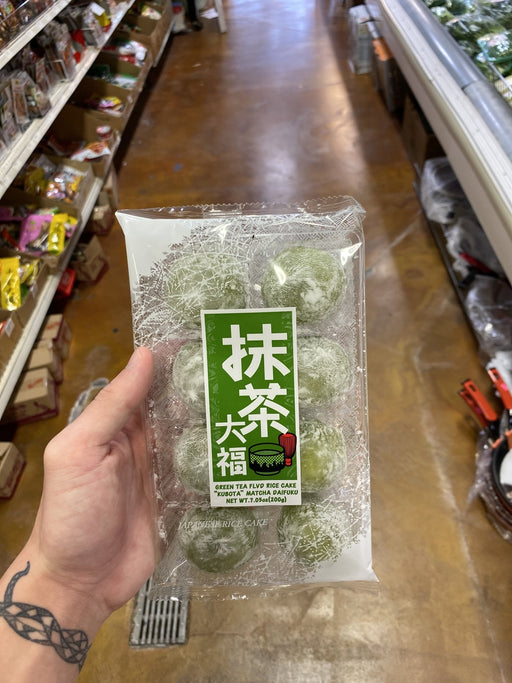 抹茶
大福
GREEN TEA FLVD RICE CAKE
"KUBOTA" MATCHA DAIFUKU
NET WT.7.05oz(200g)
JAPANESE RICE CAKE